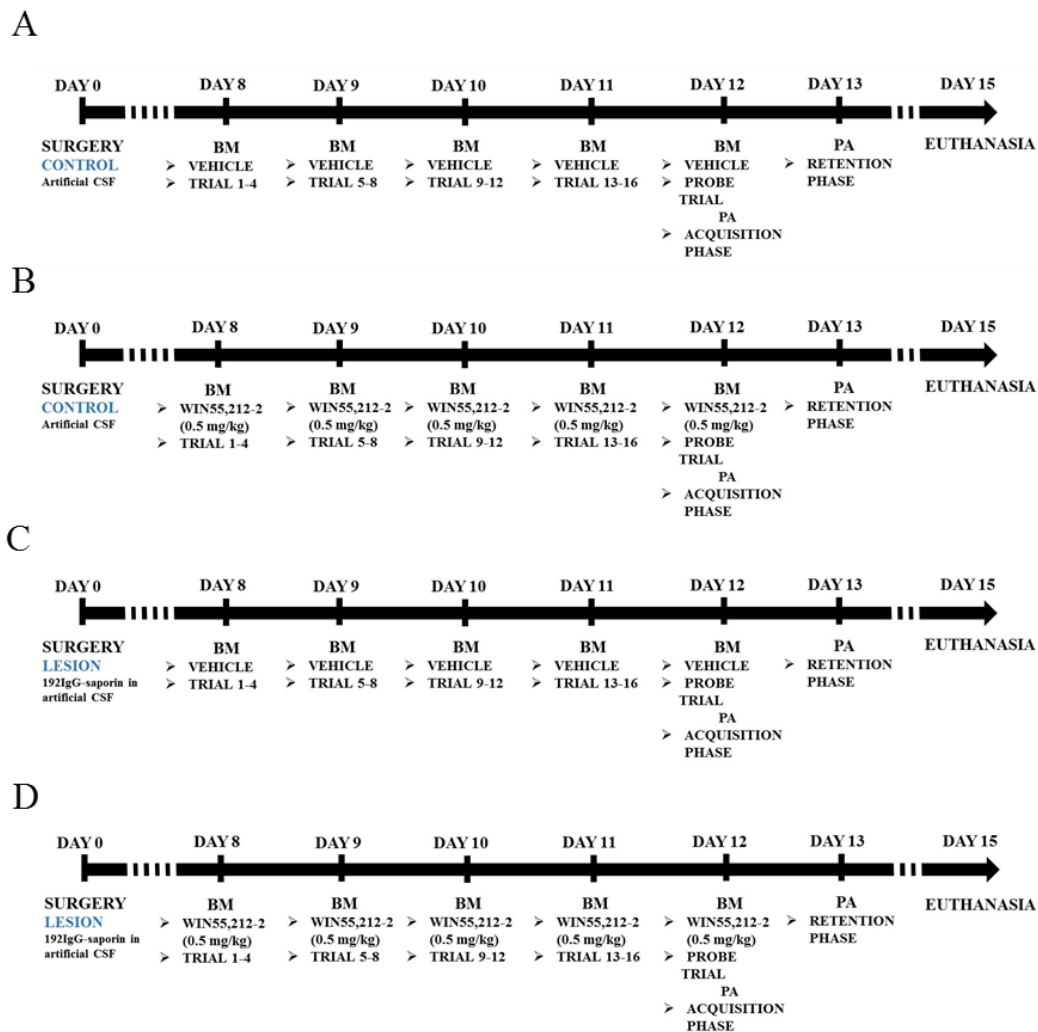 A
DAY 0 DAY 8 DAY 9 DAY 10 DAY 11 DAY 12 DAY 13 DAY 15
SURGERY BM BM BM BM BM PA EUTHANASIA
CONTROL ➢ VEHICLE ➢ VEHICLE ➢ VEHICLE ➢ VEHICLE ➢ VEHICLE ➢ RETENTION
Artificial CSF ➢ TRIAL 1-4 ➢ TRIAL 5-8 ➢ TRIAL 9-12 ➢ TRIAL 13-16 ➢ PROBE PHASE
TRIAL
PA
➢ ACQUISITION
PHASE
B
DAY 0 DAY 8 DAY 9 DAY 10 DAY 11 DAY 12 DAY 13 DAY 15
SURGERY BM BM BM BM BM PA EUTHANASIA
CONTROL ➢ WIN55,212-2 ➢ WIN55,212-2 ➢ WIN55,212-2 ➢ WIN55,212-2 ➢ WIN55,212-2 ➢ RETENTION
Artificial CSF (0.5 mg/kg) (0.5 mg/kg) (0.5 mg/kg) (0.5 mg/kg) (0.5 mg/kg) PHASE
➢ TRIAL 1-4 ➢ TRIAL 5-8 ➢ TRIAL 9-12 ➢ TRIAL 13-16 ➢ PROBE
TRIAL
PA
➢ ACQUISITION
PHASE
C
DAY 0 DAY 8 DAY 9 DAY 10 DAY 11 DAY 12 DAY 13 DAY 15
SURGERY BM BM BM BM BM PA EUTHANASIA
LESION ➢ VEHICLE ➢ VEHICLE ➢ VEHICLE ➢ VEHICLE ➢ VEHICLE ➢ RETENTION
192IgG-saporin in ➢ TRIAL 1-4 ➢ TRIAL 5-8 ➢ TRIAL 9-12 ➢ TRIAL 13-16 ➢ PROBE PHASE
artificial CSF TRIAL
PA
➢ ACQUISITION
PHASE
D
DAY 0 DAY 8 DAY 9 DAY 10 DAY 11 DAY 12 DAY 13 DAY 15
SURGERY BM BM BM BM BM PA EUTHANASIA
LESION ➢ WIN55,212-2 ➢ WIN55,212-2 ➢ WIN55,212-2 ➢ WIN55,212-2 ➢ WIN55,212-2 ➢ RETENTION
192IgG-saporin in (0.5 mg/kg) (0.5 mg/kg) (0.5 mg/kg) (0.5 mg/kg) (0.5 mg/kg) PHASE
artificial CSF ➢ TRIAL 1-4 ➢ TRIAL 5-8 ➢ TRIAL 9-12 ➢ TRIAL 13-16 ➢ PROBE
TRIAL
PA
➢ ACQUISITION
PHASE